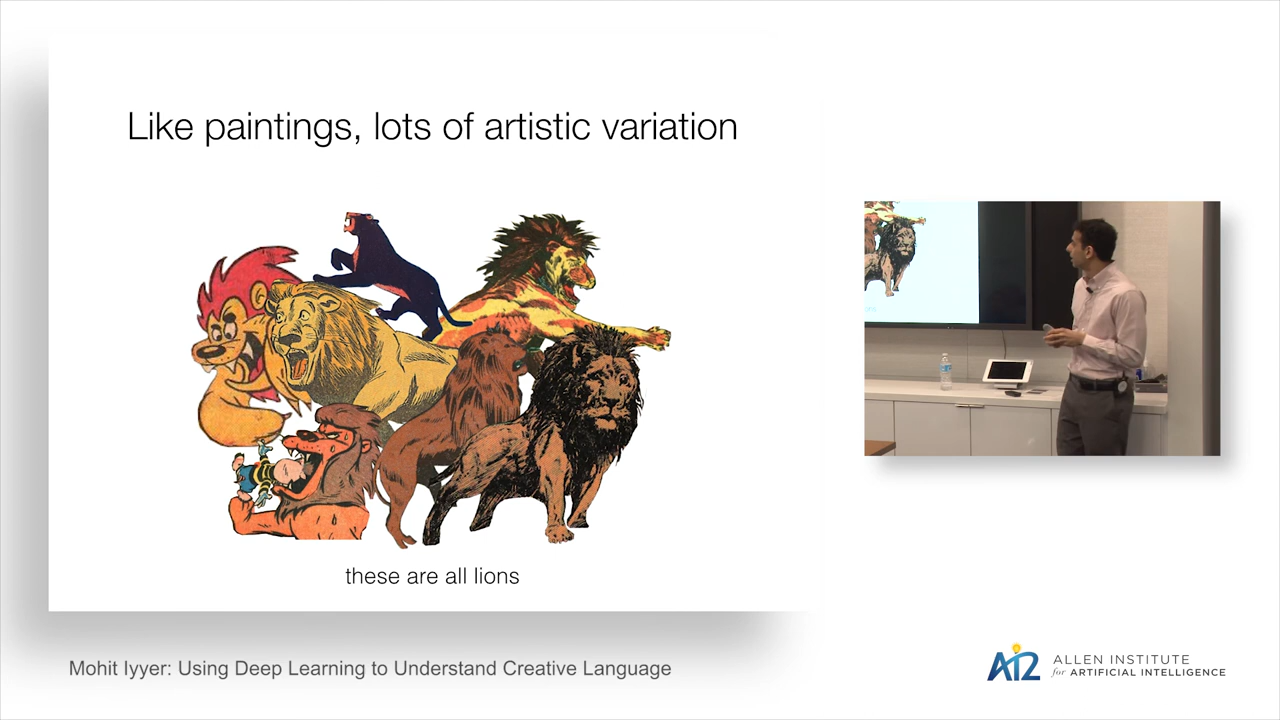 Like paintings, lots of artistic variation
these are all lions
Mohit Iyyer: Using Deep Learning to Understand Creative Language
AI2
ALLEN INSTITUTE
for ARTIFICIAL INTELLIGENCE